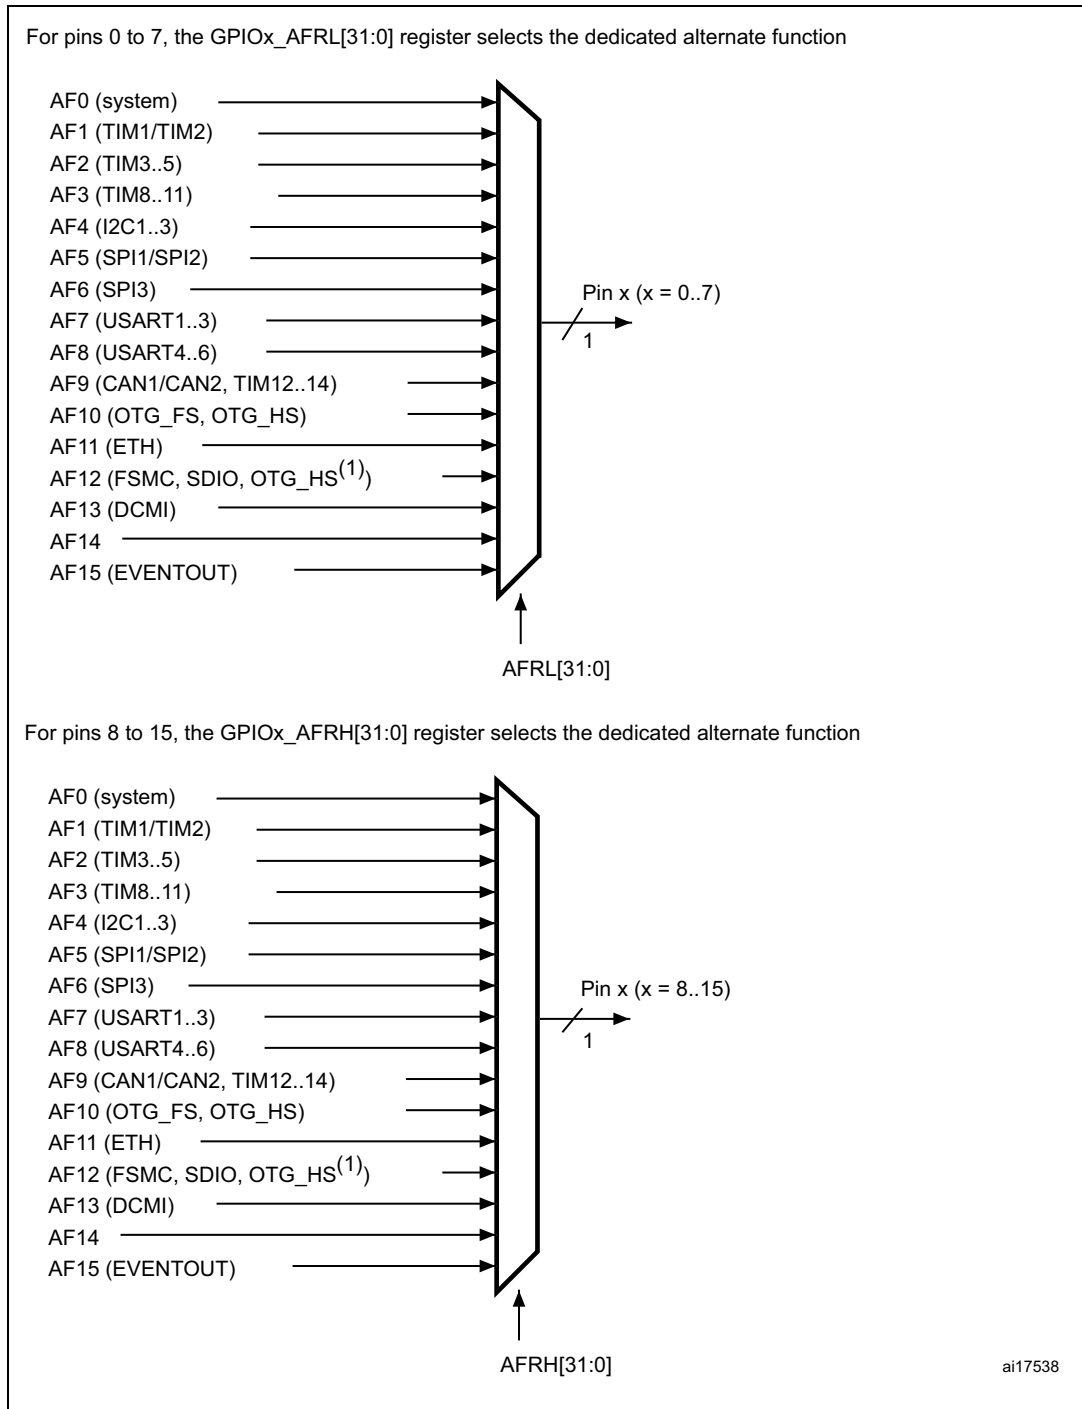 For pins 0 to 7, the GPIOx_AFRL[31:0] register selects the dedicated alternate function
AF0 (system)
AF1 (TIM1/TIM2)
AF2 (TIM3..5)
AF3 (TIM8..11)
AF4 (I2C1..3)
AF5 (SPI1/SPI2)
AF6 (SPI3)
AF7 (USART1..3)
AF8 (USART4..6)
AF9 (CAN1/CAN2, TIM12..14)
AF10 (OTG_FS, OTG_HS)
AF11 (ETH)
AF12 (FSMC, SDIO, OTG_HS(1))
AF13 (DCMI)
AF14
AF15 (EVENTOUT)
Pin x (x = 0..7)
1
AFRL[31:0]
For pins 8 to 15, the GPIOx_AFRH[31:0] register selects the dedicated alternate function
AF0 (system)
AF1 (TIM1/TIM2)
AF2 (TIM3..5)
AF3 (TIM8..11)
AF4 (I2C1..3)
AF5 (SPI1/SPI2)
AF6 (SPI3)
AF7 (USART1..3)
AF8 (USART4..6)
AF9 (CAN1/CAN2, TIM12..14)
AF10 (OTG_FS, OTG_HS)
AF11 (ETH)
AF12 (FSMC, SDIO, OTG_HS(1))
AF13 (DCMI)
AF14
AF15 (EVENTOUT)
Pin x (x = 8..15)
1
AFRH[31:0]
ai17538